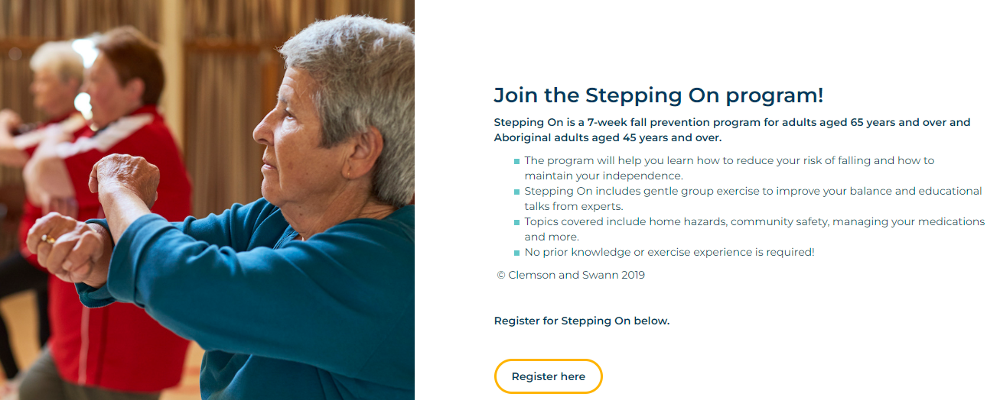 Join the Stepping On program!
Stepping On is a 7-week fall prevention program for adults aged 65 years and over and
Aboriginal adults aged 45 years and over.
The program will help you learn how to reduce your risk of falling and how to
maintain your independence.
Stepping On includes gentle group exercise to improve your balance and educational
talks from experts.
Topics covered include home hazards, community safety, managing your medications
and more.
No prior knowledge or exercise experience is required!
© Clemson and Swann 2019
Register for Stepping On below.
Register here